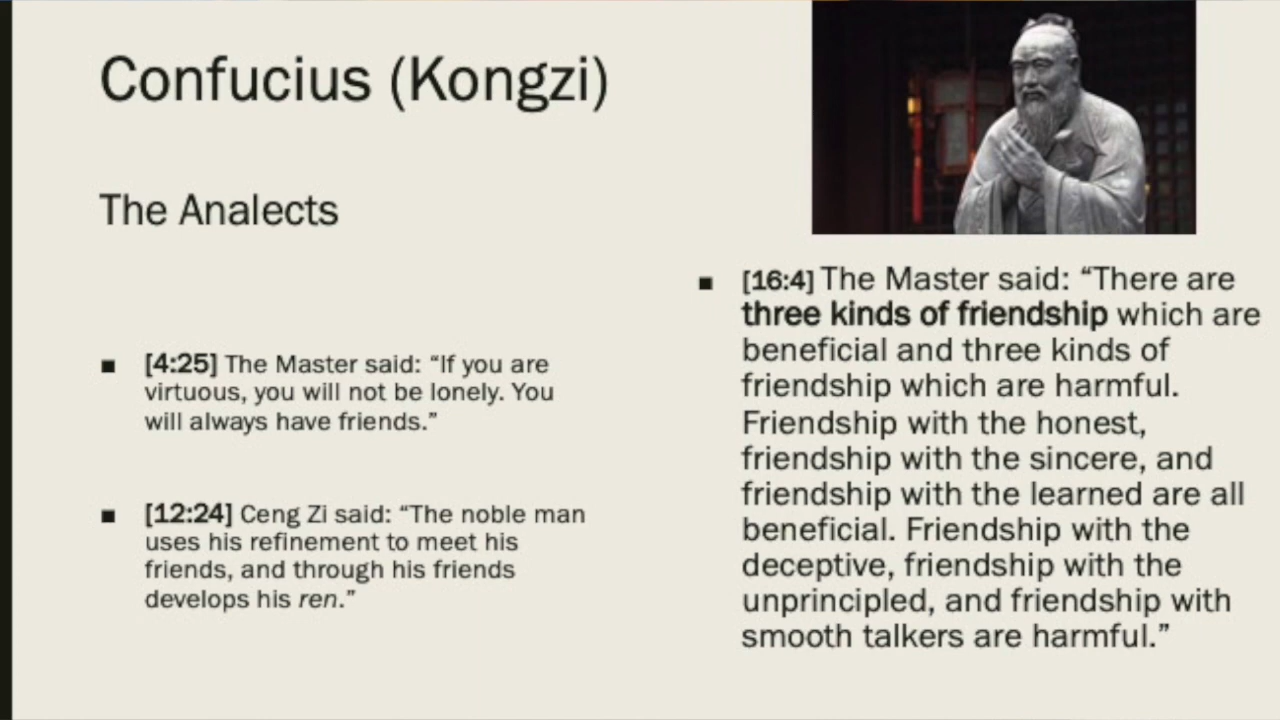 Confucius (Kongzi)
The Analects
■ [4:25] The Master said: “If you are
virtuous, you will not be lonely. You
will always have friends.”
■ [12:24] Ceng Zi said: “The noble man
uses his refinement to meet his
friends, and through his friends
develops his ren.”
■ [16:4] The Master said: “There are
three kinds of friendship which are
beneficial and three kinds of
friendship which are harmful.
Friendship with the honest,
friendship with the sincere, and
friendship with the learned are all
beneficial. Friendship with the
deceptive, friendship with the
unprincipled, and friendship with
smooth talkers are harmful.”